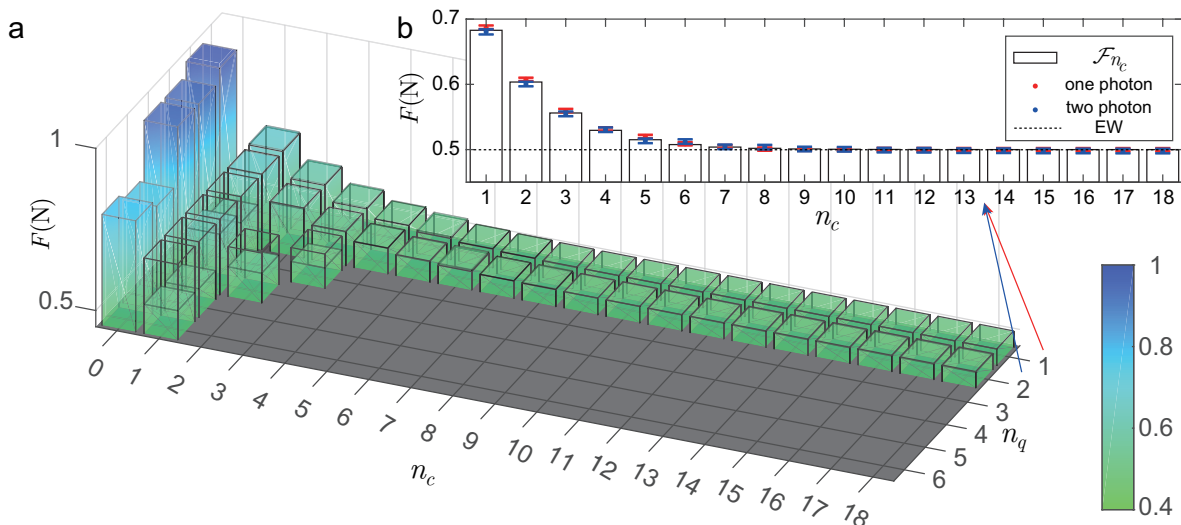 a
b
0.7
0.6
0.5
F(N)
1 2 3 4 5 6 7 8 9 10 11 12 13 14 15 16 17 18
n_c
ℱ_{n_c}
one photon
two photon
EW
1
0.5
F(N)
0 1 2 3 4 5 6 7 8 9 10 11 12 13 14 15 16 17 18
n_c
1 2 3 4 5 6
n_q
1
0.8
0.6
0.4